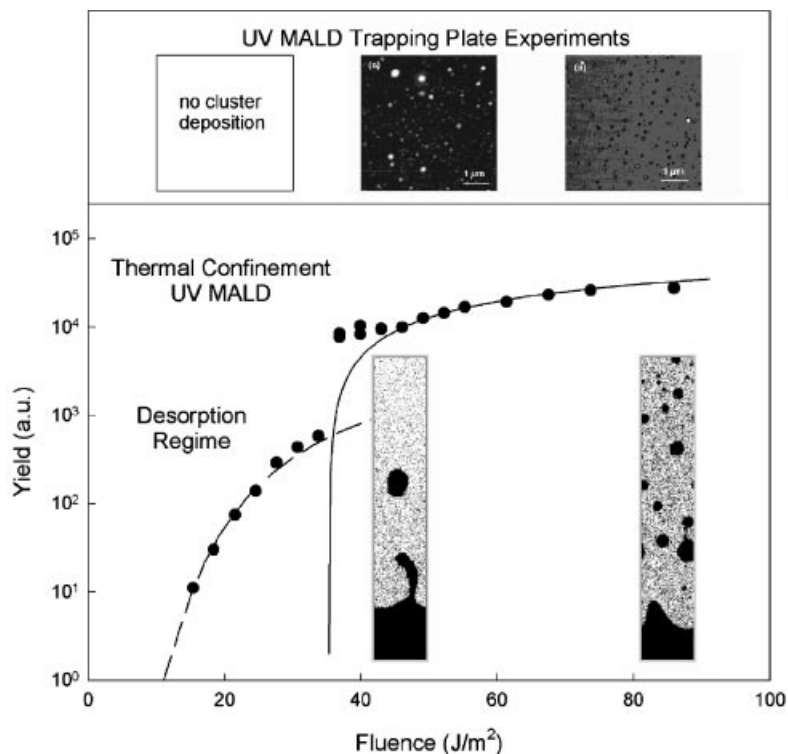 UV MALD Trapping Plate Experiments
no cluster
deposition
(a)
1 μm
1 μm
10⁵
Thermal Confinement
UV MALD
10⁴
10³
Desorption
Regime
10²
10¹
10⁰
Yield (a.u.)
0 20 40 60 80 100
Fluence (J/m²)